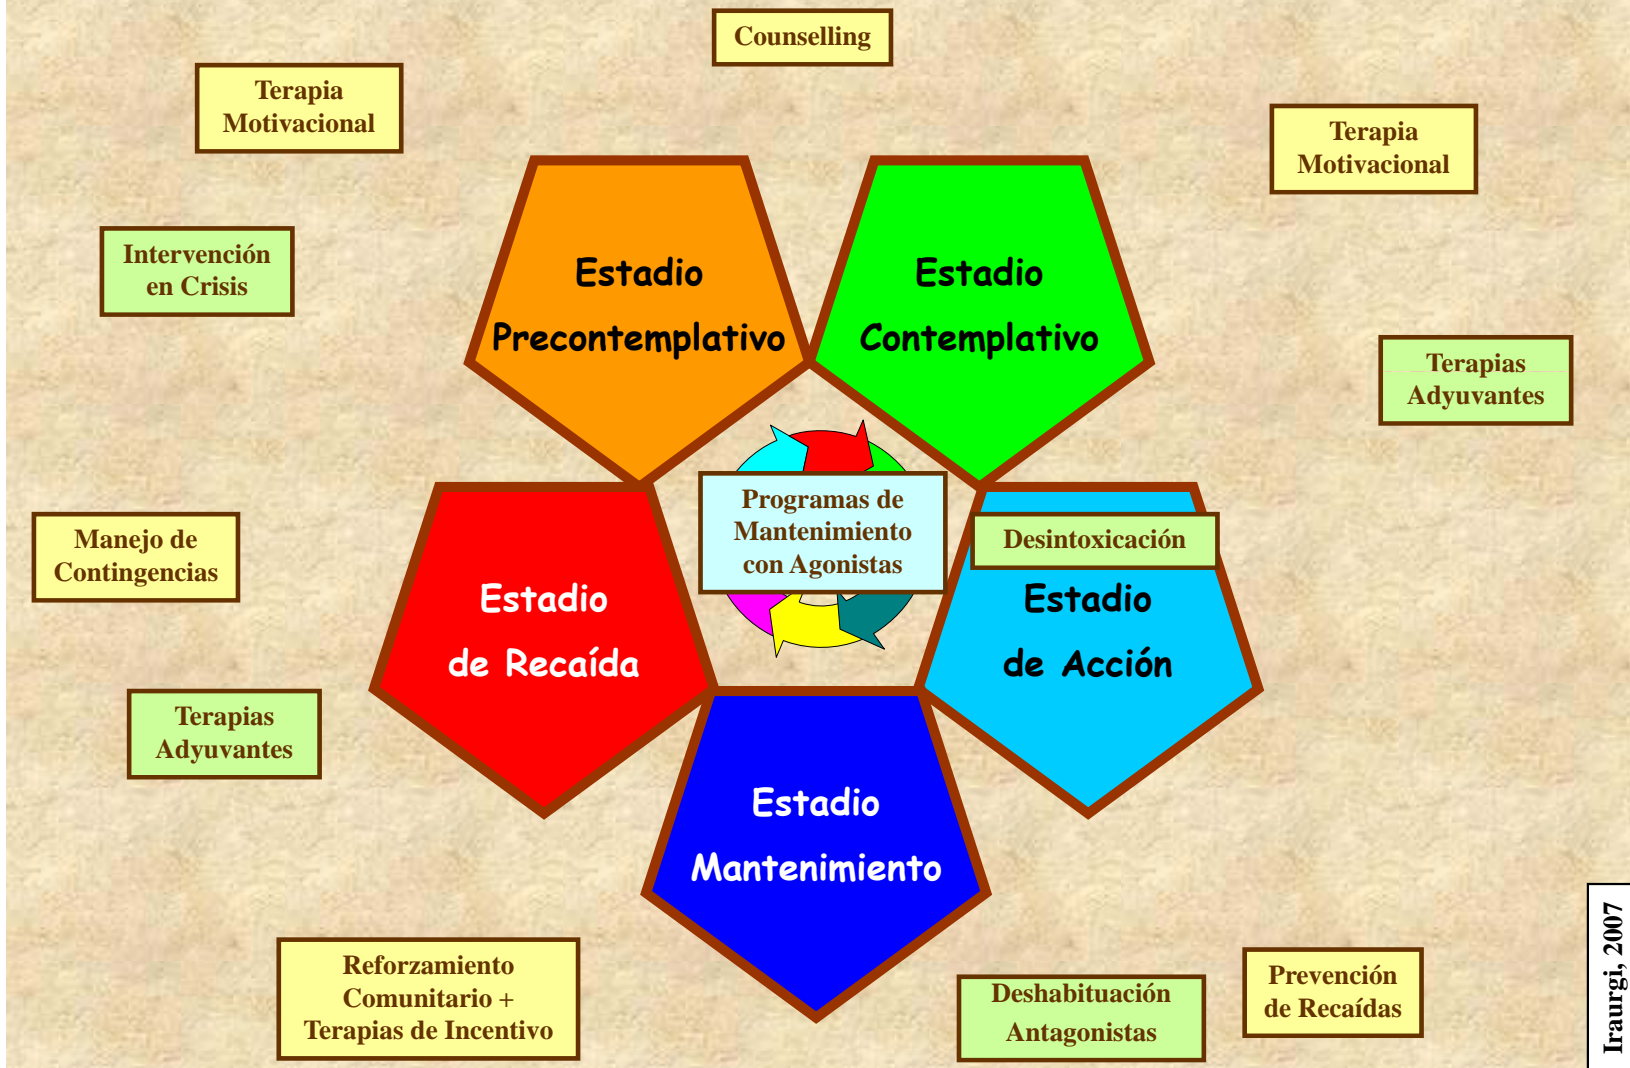 Counselling
Terapia
Motivacional
Terapia
Motivacional
Intervención
en Crisis
Estadio
Precontemplativo
Estadio
Contemplativo
Terapias
Adyuvantes
Programas de
Mantenimiento
con Agonistas
Desintoxicación
Manejo de
Contingencias
Estadio
de Recaída
Estadio
de Acción
Terapias
Adyuvantes
Estadio
Mantenimiento
Reforzamiento
Comunitario +
Terapias de Incentivo
Deshabituación
Antagonistas
Prevención
de Recaídas
Iraurgi, 2007